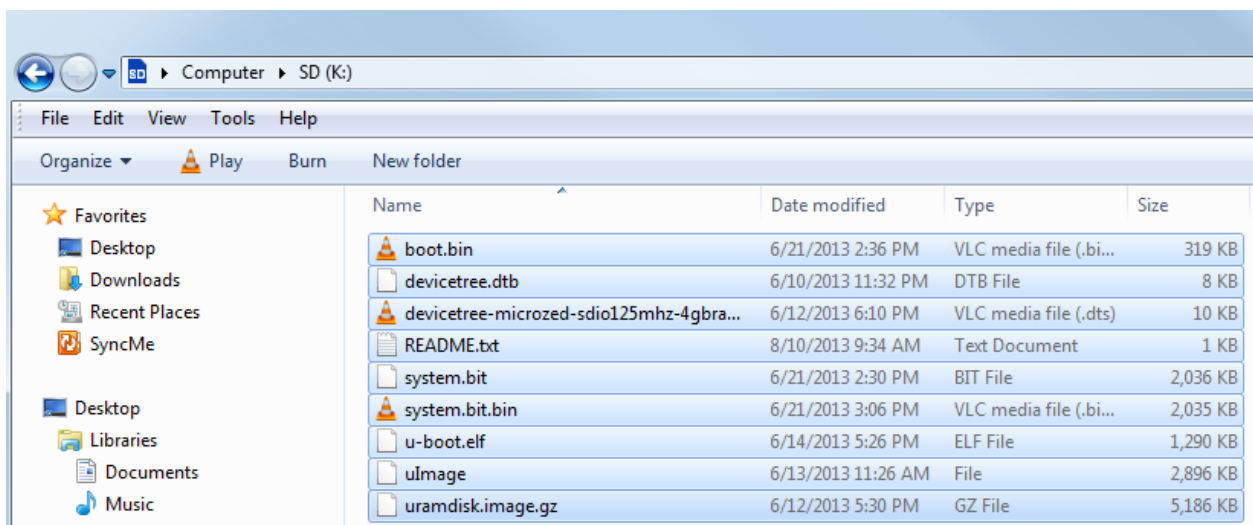 SD Computer SD (K:)
File Edit View Tools Help
Organize Play Burn New folder
Name Date modified Type Size
Favorites
Desktop
Downloads
Recent Places
SyncMe
Desktop
Libraries
Documents
Music
boot.bin 6/21/2013 2:36 PM VLC media file (.bi... 319 KB
devicetree.dtb 6/10/2013 11:32 PM DTB File 8 KB
devicetree-microzed-sdio125mhz-4gbra... 6/12/2013 6:10 PM VLC media file (.dts) 10 KB
README.txt 8/10/2013 9:34 AM Text Document 1 KB
system.bit 6/21/2013 2:30 PM BIT File 2,036 KB
system.bit.bin 6/21/2013 3:06 PM VLC media file (.bi... 2,035 KB
u-boot.elf 6/14/2013 5:26 PM ELF File 1,290 KB
uImage 6/13/2013 11:26 AM File 2,896 KB
uramdisk.image.gz 6/12/2013 5:30 PM GZ File 5,186 KB